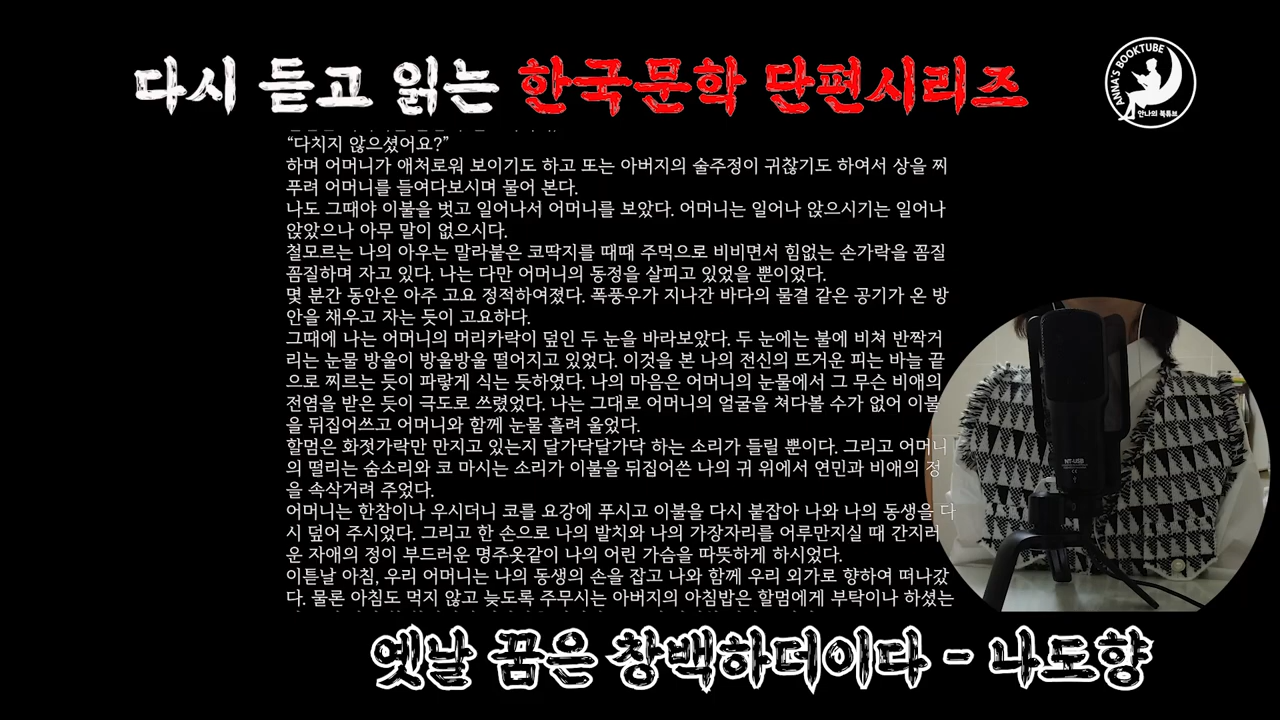 다시 듣고 읽는 한국문학 단편시리즈
ANNA'S BOOKTUBE
안나의 북튜브
“다치지 않으셨어요?”
하며 어머니가 애처로워 보이기도 하고 또는 아버지의 술주정이 귀찮기도 하여서 상을 찌
푸려 어머니를 들여다보시며 물어 본다.
나도 그때야 이불을 벗고 일어나서 어머니를 보았다. 어머니는 일어나 앉으시기는 일어나
앉았으나 아무 말이 없으시다.
철모르는 나의 아우는 말라붙은 코딱지를 때때 주먹으로 비비면서 힘없는 손가락을 꼼질
꼼질하며 자고 있다. 나는 다만 어머니의 동정을 살피고 있었을 뿐이었다.
몇 분간 동안은 아주 고요 정적하여졌다. 폭풍우가 지나간 바다의 물결 같은 공기가 온 방
안을 채우고 자는 듯이 고요하다.
그때에 나는 어머니의 머리카락이 덮인 두 눈을 바라보았다. 두 눈에는 불에 비쳐 반짝거
리는 눈물 방울이 방울방울 떨어지고 있었다. 이것을 본 나의 전신의 뜨거운 피는 바늘 끝
으로 찌르는 듯이 파랗게 식는 듯하였다. 나의 마음은 어머니의 눈물에서 그 무슨 비애의
전염을 받은 듯이 극도로 쓰렸었다. 나는 그대로 어머니의 얼굴을 쳐다볼 수가 없어 이불
을 뒤집어쓰고 어머니와 함께 눈물 흘려 울었다.
할멈은 화젓가락만 만지고 있는지 달가닥달가닥 하는 소리가 들릴 뿐이다. 그리고 어머니
의 떨리는 숨소리와 코 마시는 소리가 이불을 뒤집어쓴 나의 귀 위에서 연민과 비애의 정
을 속삭거려 주었다.
어머니는 한참이나 우시더니 코를 요강에 푸시고 이불을 다시 붙잡아 나와 나의 동생을 다
시 덮어 주시었다. 그리고 한 손으로 나의 발치와 나의 가장자리를 어루만지실 때 간지러
운 자애의 정이 부드러운 명주옷같이 나의 어린 가슴을 따뜻하게 하시었다.
이튿날 아침, 우리 어머니는 나의 동생의 손을 잡고 나와 함께 우리 외가로 향하여 떠나갔
다. 물론 아침도 먹지 않고 늦도록 주무시는 아버지의 아침밥은 할멈에게 부탁이나 하셨는
NT-USB
옛날 꿈은 창백하더이다 - 나도향